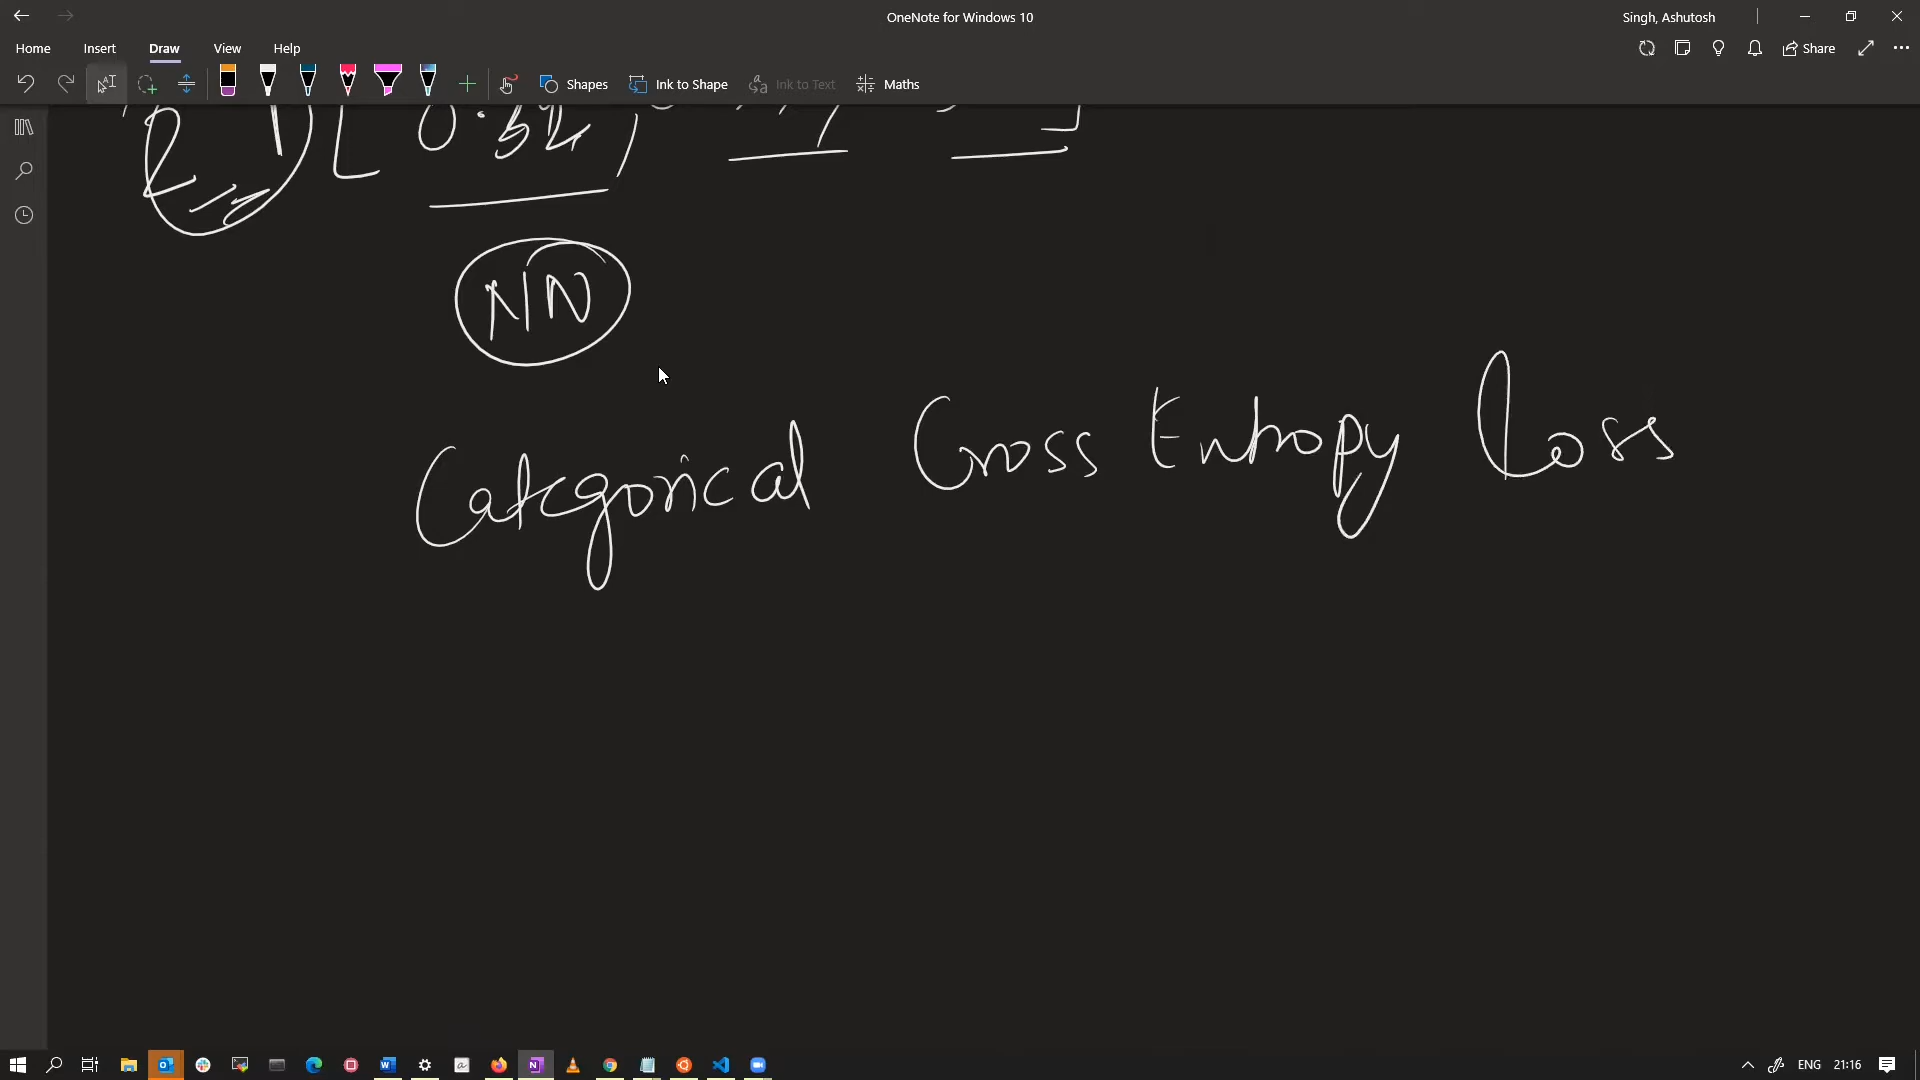 OneNote for Windows 10
Singh, Ashutosh
Home Insert Draw View Help
Share
Shapes Ink to Shape Ink to Text Maths
NN
Categorical Cross Entropy Loss
ENG 21:16